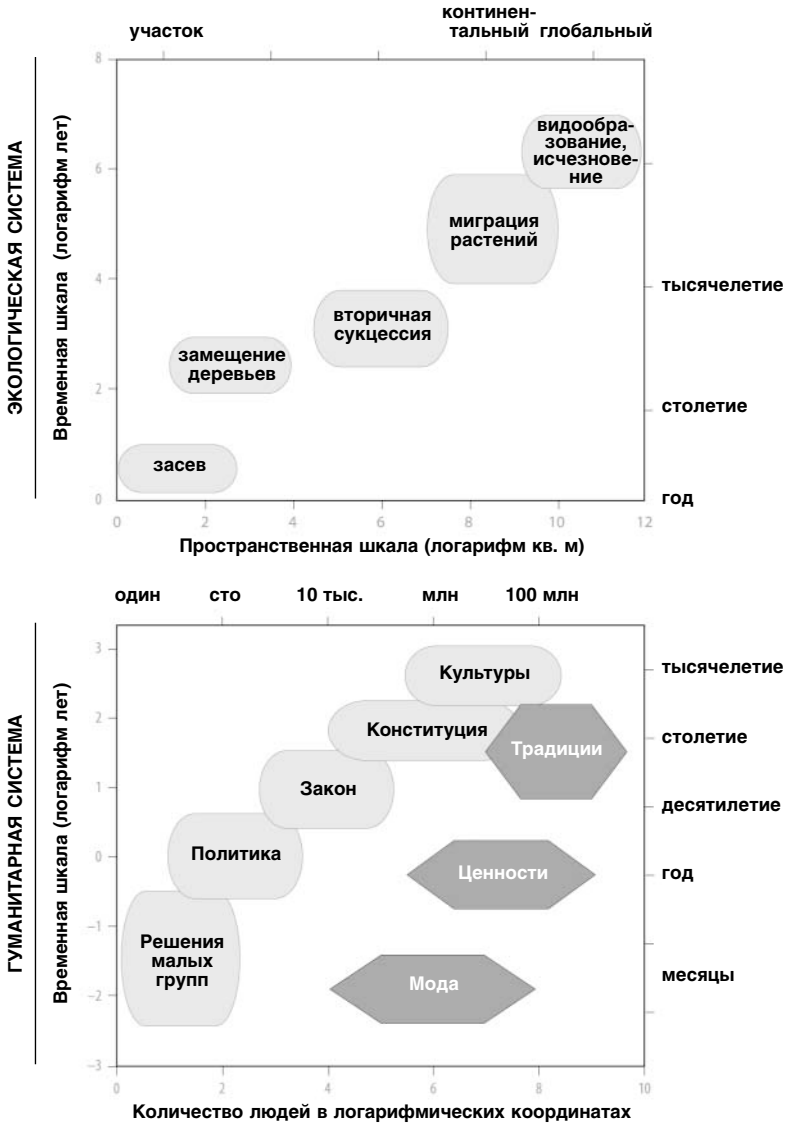 континен-
участок тальный глобальный
ЭКОЛОГИЧЕСКАЯ СИСТЕМА
Временная шкала (логарифм лет)
8
6
4
2
0
видообра-
зование,
исчезнове-
ние
миграция
растений
вторичная
сукцессия
замещение
деревьев
засев
тысячелетие
столетие
год
0 2 4 6 8 10 12
Пространственная шкала (логарифм кв. м)
один сто 10 тыс. млн 100 млн
ГУМАНИТАРНАЯ СИСТЕМА
Временная шкала (логарифм лет)
3
2
1
0
–1
–2
–3
Культуры
Конституция
Традиции
Закон
Политика
Ценности
Решения
малых
групп
Мода
тысячелетие
столетие
десятилетие
год
месяцы
0 2 4 6 8 10
Количество людей в логарифмических координатах